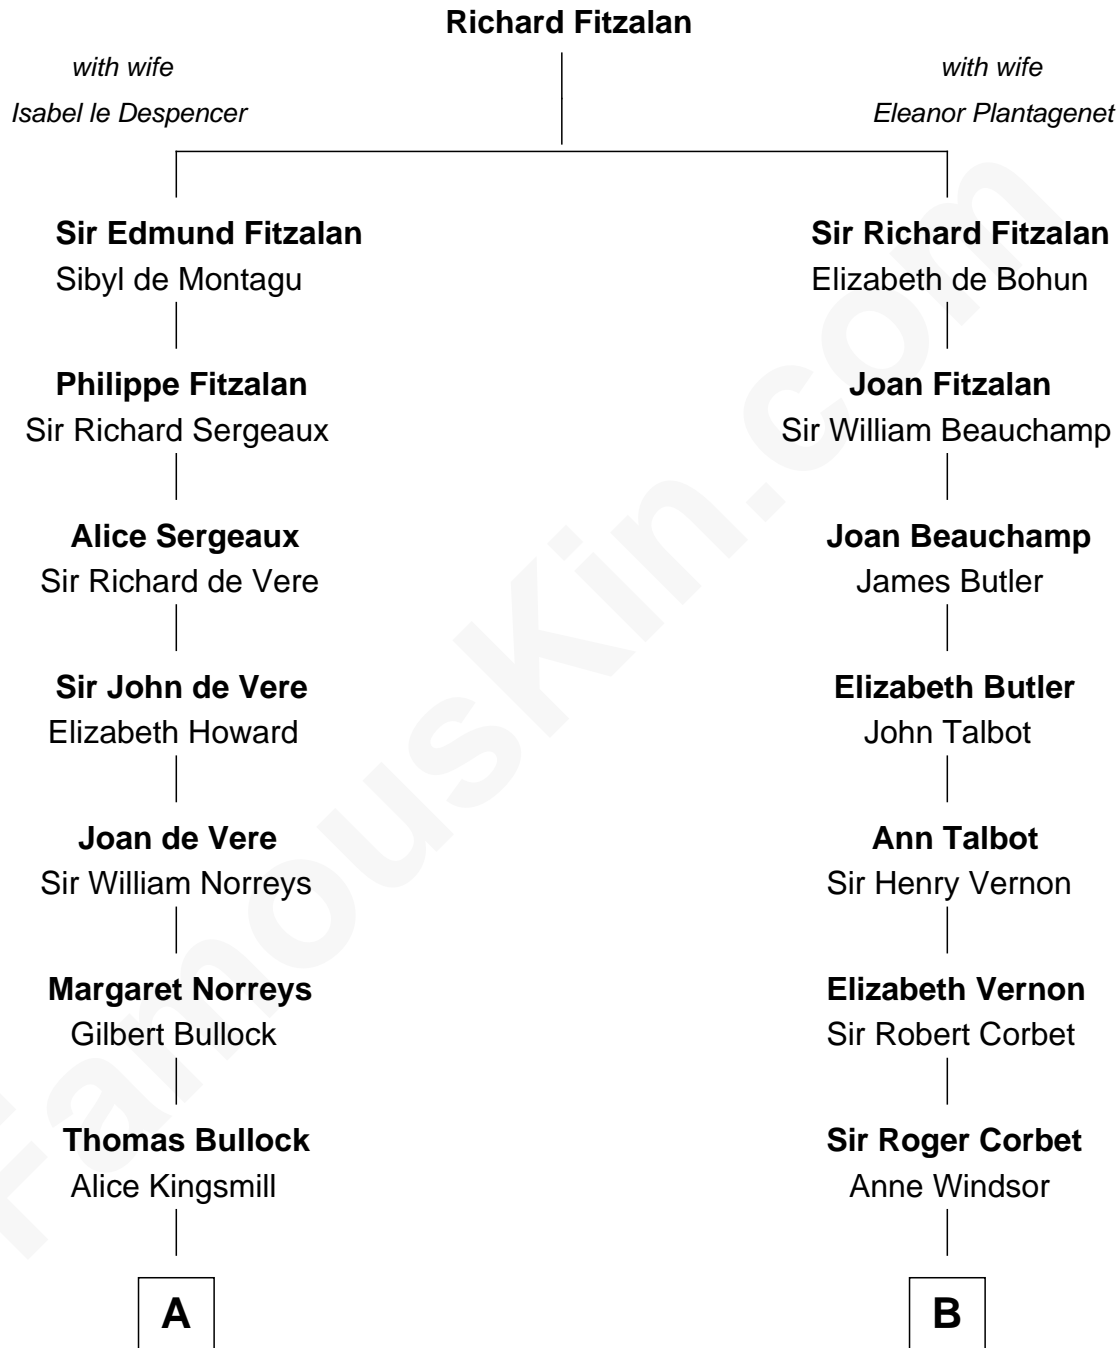 Richard Fitzalan
with wife
Isabel le Despencer
with wife
Eleanor Plantagenet
Sir Edmund Fitzalan
Sibyl de Montagu
Sir Richard Fitzalan
Elizabeth de Bohun
Philippe Fitzalan
Sir Richard Sergeaux
Joan Fitzalan
Sir William Beauchamp
Alice Sergeaux
Sir Richard de Vere
Joan Beauchamp
James Butler
Sir John de Vere
Elizabeth Howard
Elizabeth Butler
John Talbot
Joan de Vere
Sir William Norreys
Ann Talbot
Sir Henry Vernon
Margaret Norreys
Gilbert Bullock
Elizabeth Vernon
Sir Robert Corbet
Thomas Bullock
Alice Kingsmill
Sir Roger Corbet
Anne Windsor
A
B
FamousKin.com